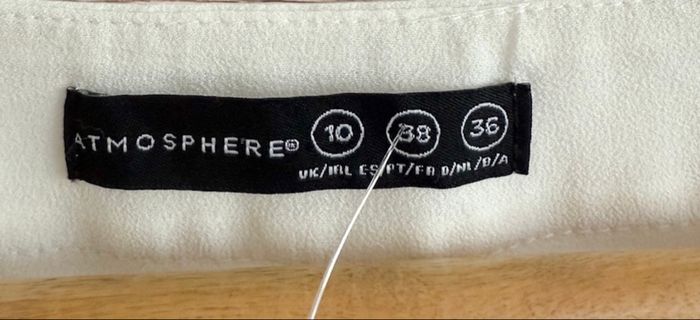 ATMOSPHERE® 10 38 36
UK/IRL ES/PT/FR D/NL/B/A